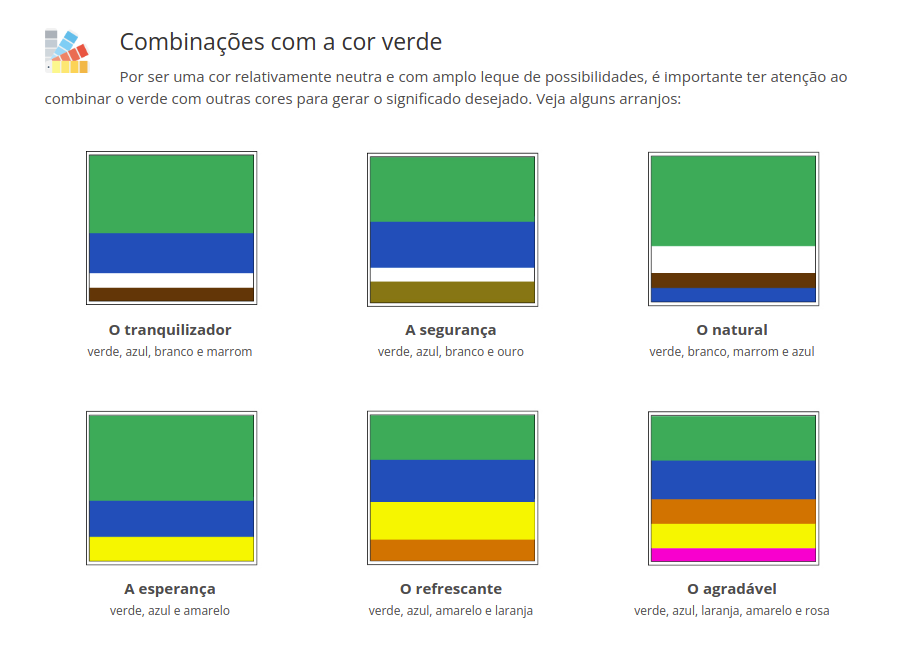 Combinações com a cor verde
Por ser uma cor relativamente neutra e com amplo leque de possibilidades, é importante ter atenção ao
combinar o verde com outras cores para gerar o significado desejado. Veja alguns arranjos:
O tranquilizador
verde, azul, branco e marrom
A segurança
verde, azul, branco e ouro
O natural
verde, branco, marrom e azul
A esperança
verde, azul e amarelo
O refrescante
verde, azul, amarelo e laranja
O agradável
verde, azul, laranja, amarelo e rosa